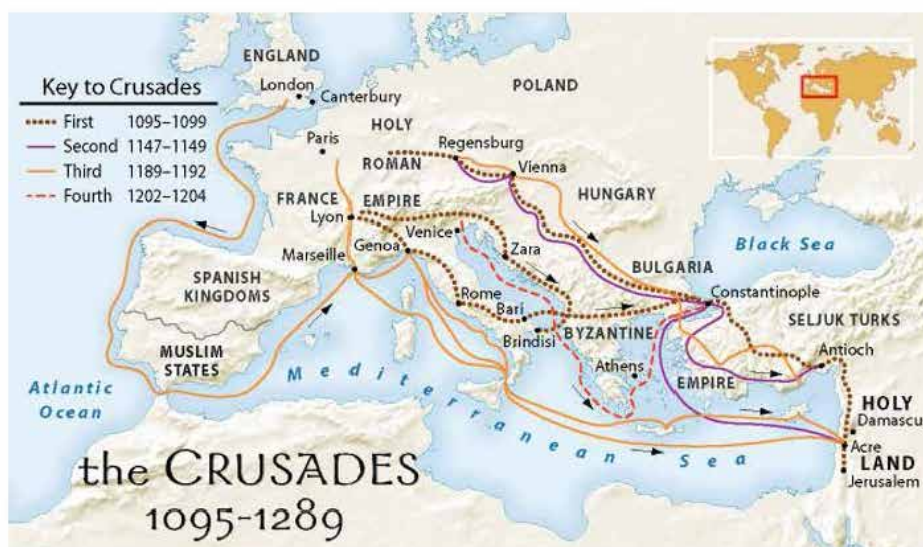 ENGLAND
London
Canterbury
POLAND
Key to Crusades
First 1095–1099
Second 1147–1149
Third 1189–1192
Fourth 1202–1204
Paris
HOLY
ROMAN
EMPIRE
Regensburg
Vienna
FRANCE
Lyon
HUNGARY
Venice
Genoa
Marseille
Zara
Black Sea
SPANISH
KINGDOMS
BULGARIA
Constantinople
Rome
Bari
Brindisi
BYZANTINE
EMPIRE
SELJUK TURKS
MUSLIM
STATES
Athens
Antioch
Atlantic
Ocean
Mediterranean Sea
HOLY
LAND
Damascu
Acre
Jerusalem
the CRUSADES
1095-1289